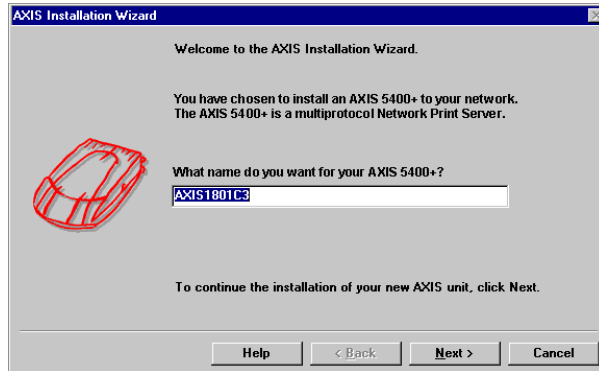 AXIS Installation Wizard
Welcome to the AXIS Installation Wizard.
You have chosen to install an AXIS 5400+ to your network.
The AXIS 5400+ is a multiprotocol Network Print Server.
What name do you want for your AXIS 5400+?
AXIS1801C3
To continue the installation of your new AXIS unit, click Next.
Help < Back Next > Cancel